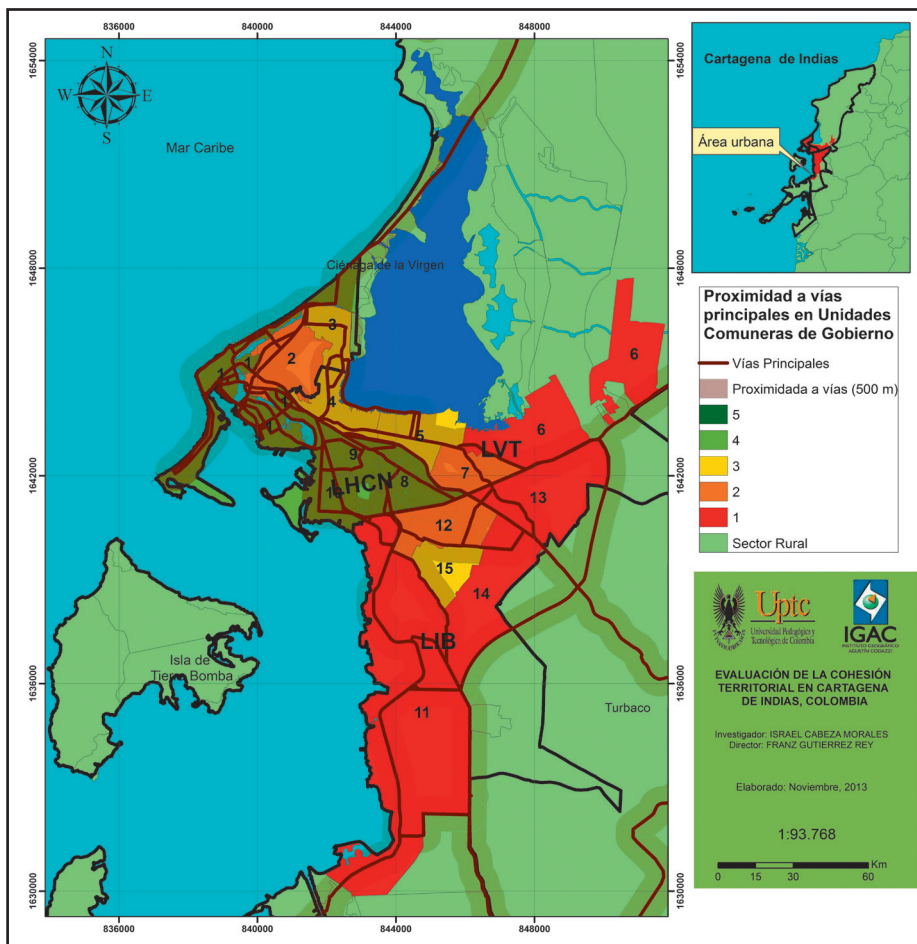 836000
840000
844000
848000
1654000
1648000
1642000
1636000
1630000
N
W
E
S
Mar Caribe
Ciénaga de la Virgen
3
2
1
1
1
1
4
5
6
6
LVT
7
9
LHCN
10
8
13
12
15
14
LIB
11
Isla de
Tierra Bomba
Turbaco
1654000
1648000
1642000
1636000
1630000
836000
840000
844000
848000
Cartagena de Indias
Área urbana
Proximidad a vías
principales en Unidades
Comuneras de Gobierno
Vías Principales
Proximidada a vías (500 m)
5
4
3
2
1
Sector Rural
Uptc
Universidad Pedagógica y
Tecnológica de Colombia
IGAC
INSTITUTO GEOGRÁFICO
AGUSTÍN CODAZZI
EVALUACIÓN DE LA COHESIÓN
TERRITORIAL EN CARTAGENA
DE INDIAS, COLOMBIA
Investigador: ISRAEL CABEZA MORALES
Director: FRANZ GUTIERREZ REY
Elaborado: Noviembre, 2013
1:93.768
Km
0 15 30 60